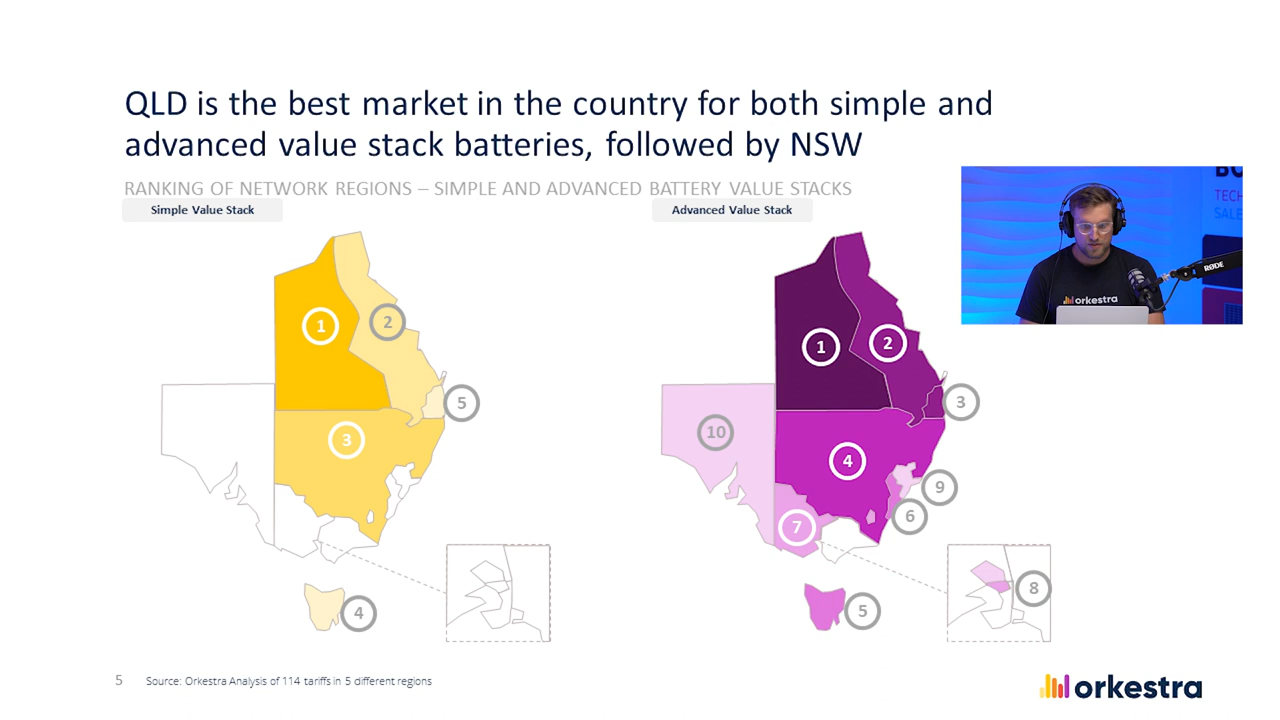 QLD is the best market in the country for both simple and
advanced value stack batteries, followed by NSW
RANKING OF NETWORK REGIONS – SIMPLE AND ADVANCED BATTERY VALUE STACKS
Simple Value Stack
Advanced Value Stack
1
2
5
3
4
1
2
3
10
4
9
6
7
8
5
BO
TECH
SALE
RØDE
orkestra
5
Source: Orkestra Analysis of 114 tariffs in 5 different regions
orkestra